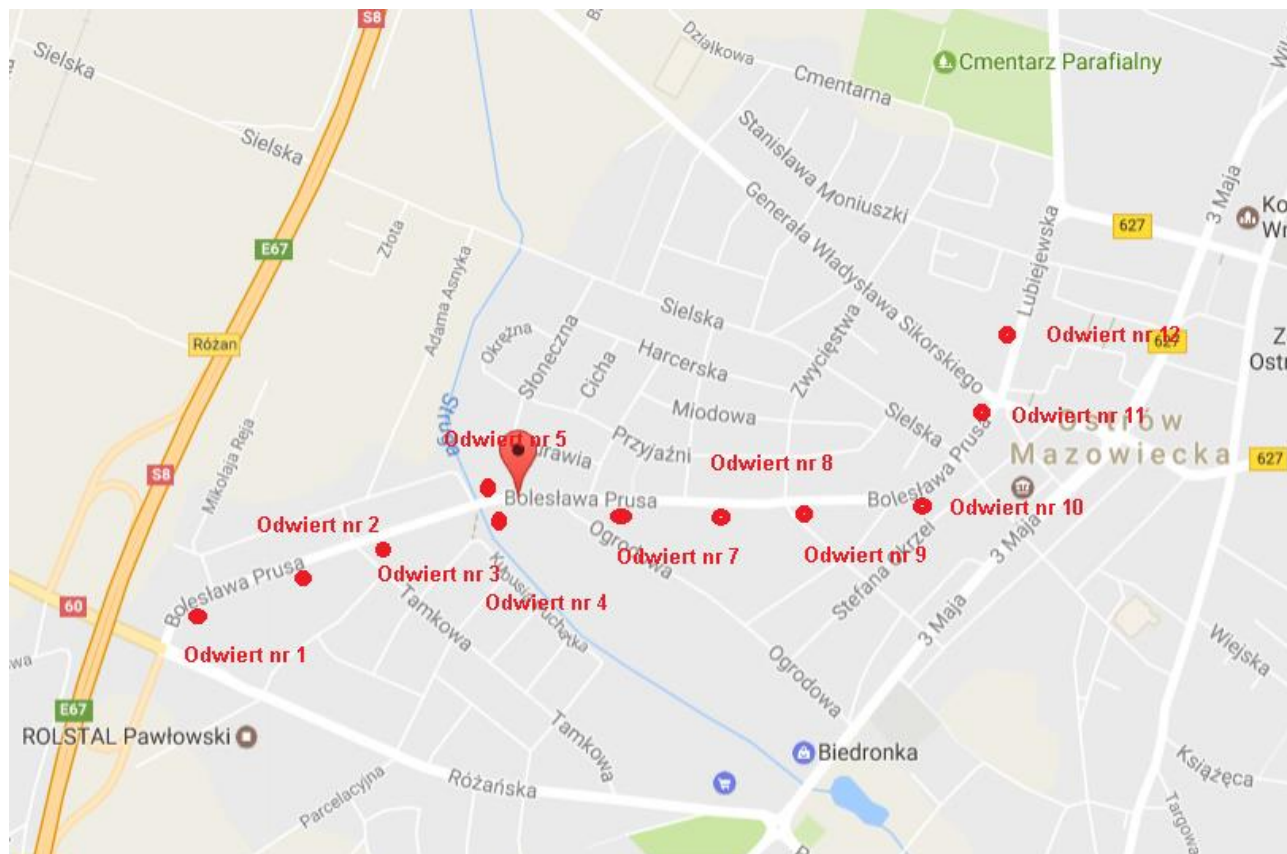 S8
Sielska
Działkowa
Cmentarz Parafialny
Cmentarna
Stanisława Moniuszki
Sielska
3 Maja
627
Generała Władysława Sikorskiego
Lubiejewska
E67
Złota
Adama Asnyka
Różan
Sielska
Okrężna
Słoneczna
Cicha
Harcerska
Zwycięstwa
Odwiert nr 12
627
Miodowa
Sielska
Odwiert nr 11
Ostrów
Mazowiecka
627
Struga
Odwiert nr 5
Przyjaźni
Odwiert nr 8
Bolesława Prusa
S8
Mikołaja Reja
Bolesława Prusa
Odwiert nr 10
Odwiert nr 2
Ogrodowa
Odwiert nr 7
Odwiert nr 9
3 Maja
Odwiert nr 3
Bolesława Prusa
Stefana Okrzei
60
Odwiert nr 4
Tamkowa
Wiejska
Odwiert nr 1
3 Maja
Ogrodowa
E67
ROLSTAL Pawłowski
Tamkowa
Biedronka
Książęca
Różańska
Parcelacyjna
Targowa